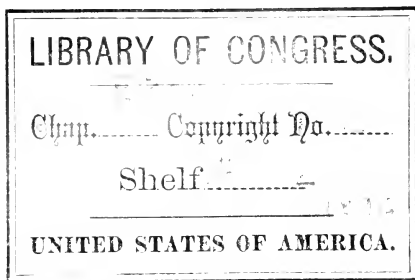 LIBRARY OF CONGRESS.
Chap. Copyright No.
Shelf
UNITED STATES OF AMERICA.